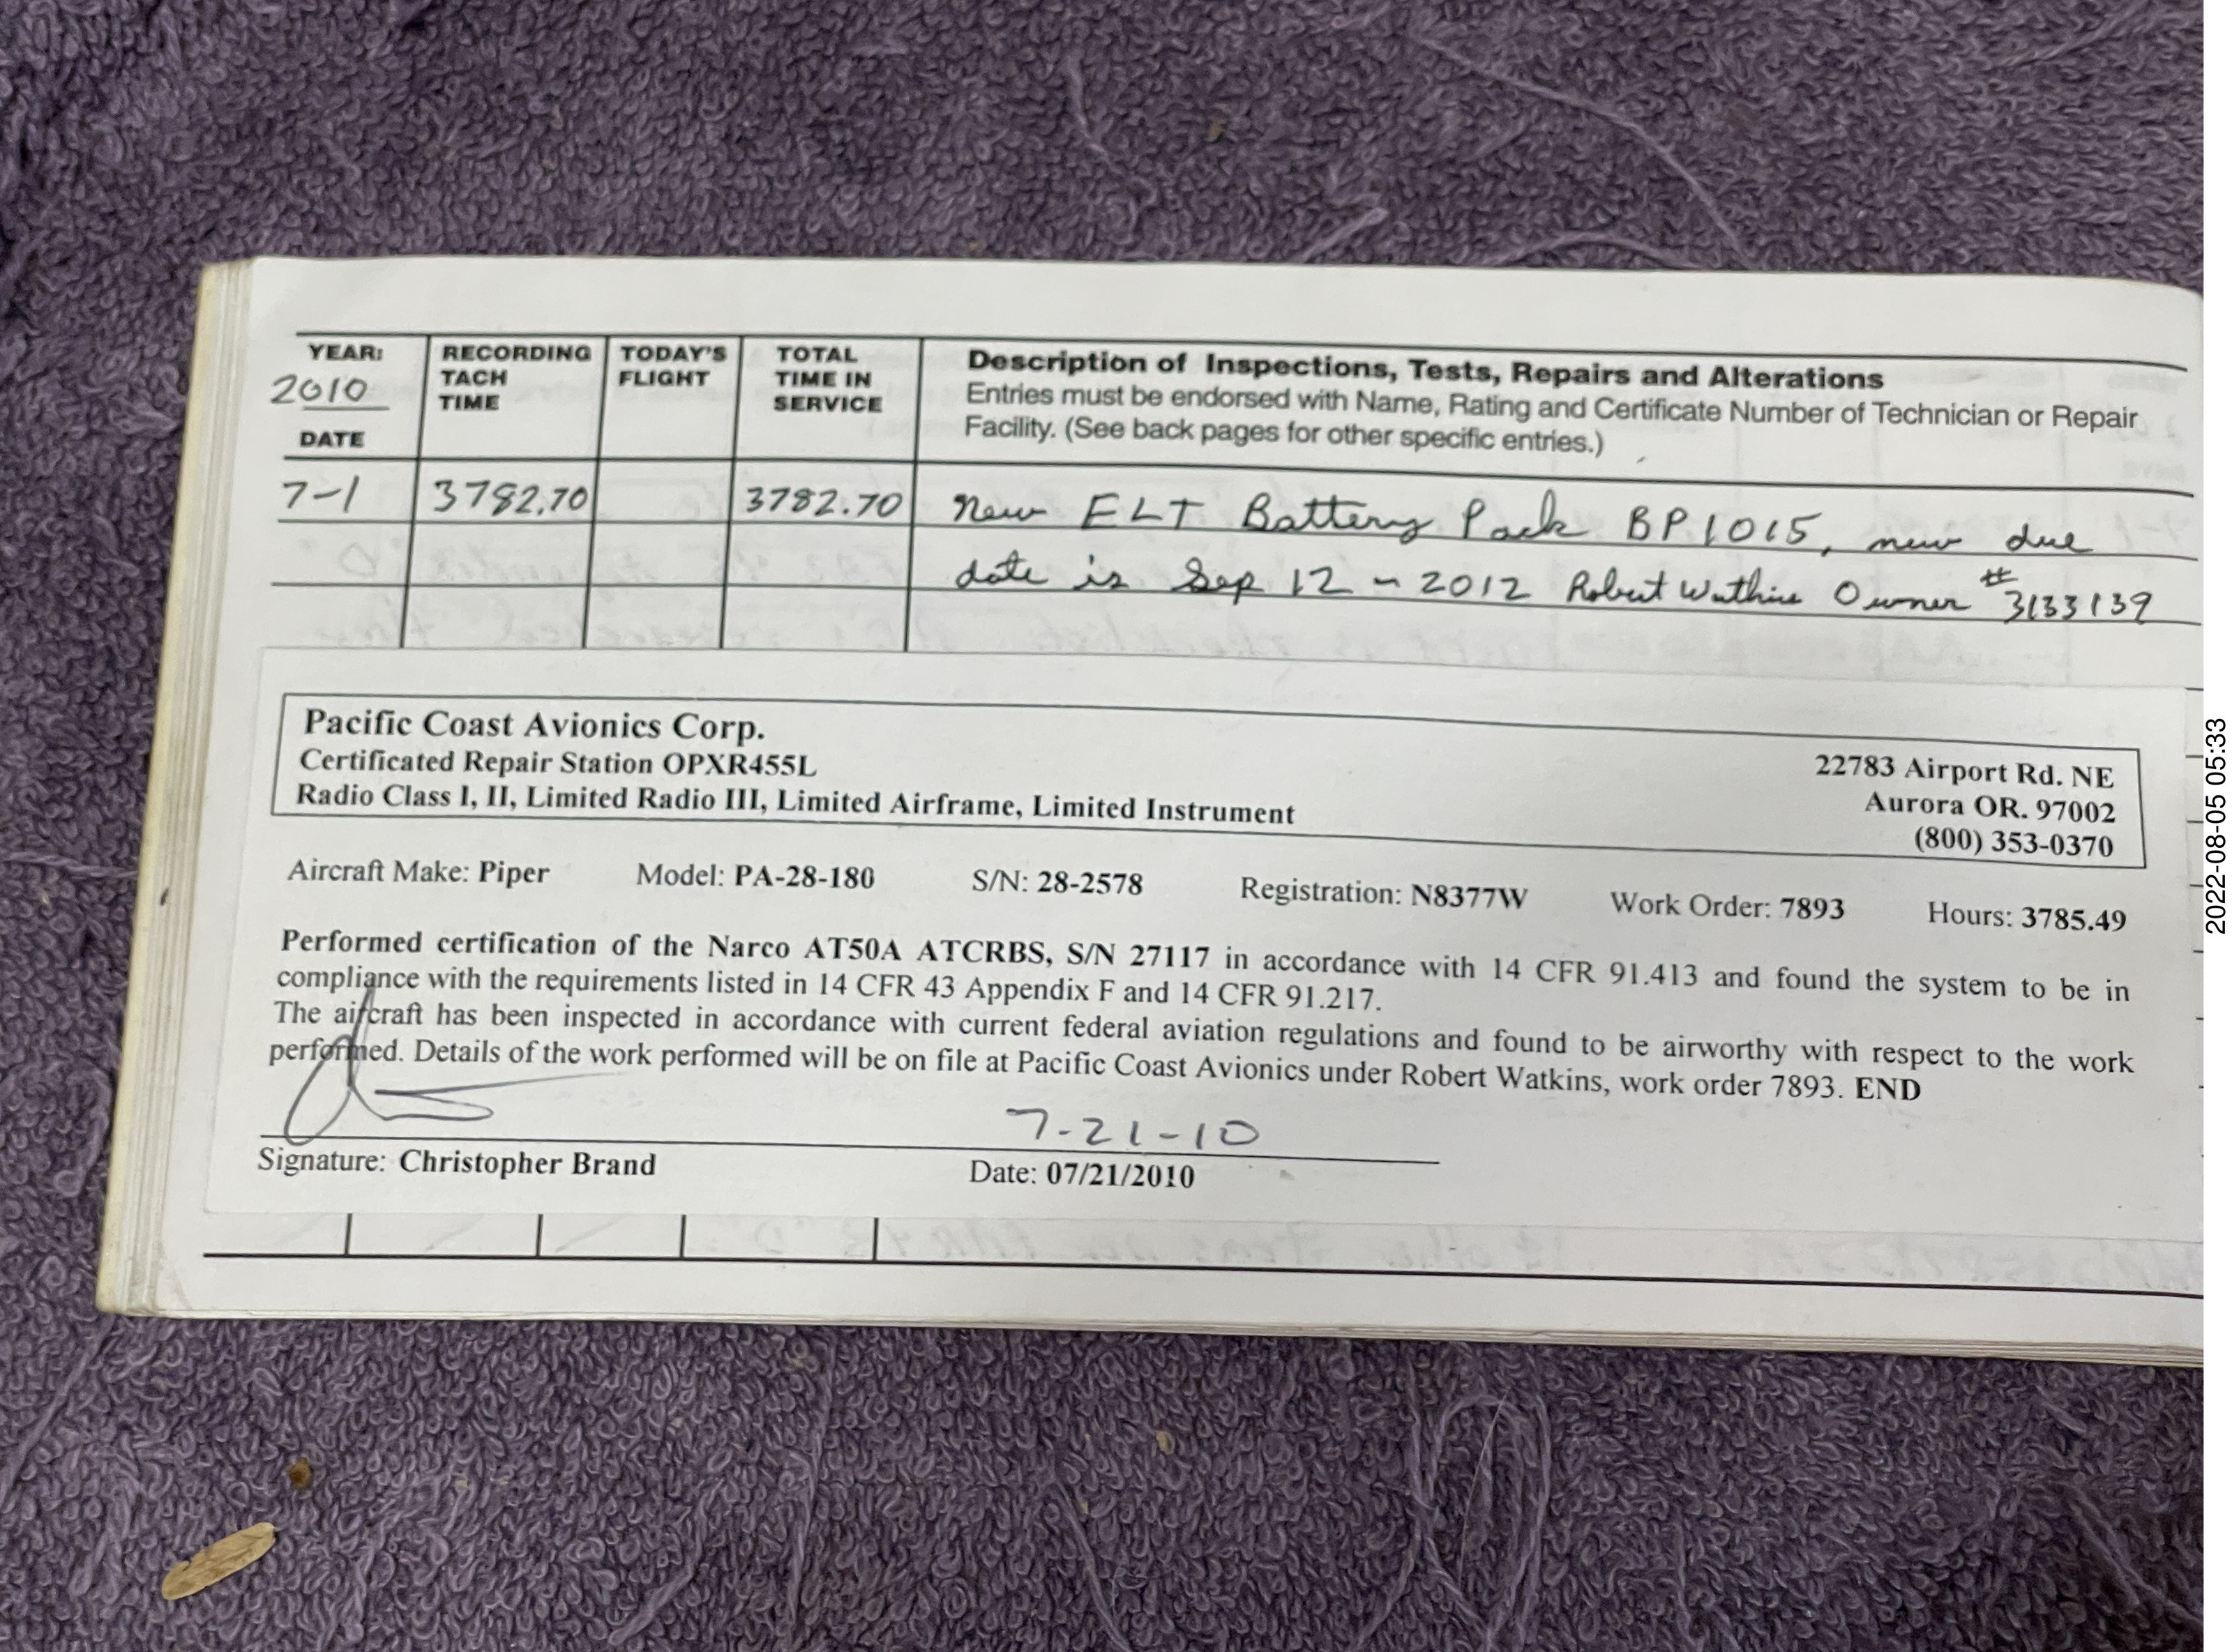 YEAR: RECORDING TODAY'S TOTAL Description of Inspections, Tests, Repairs and Alterations
2010 TACH FLIGHT TIME IN Entries must be endorsed with Name, Rating and Certificate Number of Technician or Repair
DATE TIME SERVICE Facility. (See back pages for other specific entries.)
7-1 3782.70 3782.70 New ELT Battery Pack BP1015, new due
date is Sep 12 - 2012 Robert Watkins Owner #3133139
Pacific Coast Avionics Corp.
Certificated Repair Station OPXR455L
Radio Class I, II, Limited Radio III, Limited Airframe, Limited Instrument
22783 Airport Rd. NE
Aurora OR. 97002
(800) 353-0370
Aircraft Make: Piper Model: PA-28-180 S/N: 28-2578 Registration: N8377W Work Order: 7893 Hours: 3785.49
Performed certification of the Narco AT50A ATCRBS, S/N 27117 in accordance with 14 CFR 91.413 and found the system to be in
compliance with the requirements listed in 14 CFR 43 Appendix F and 14 CFR 91.217.
The aircraft has been inspected in accordance with current federal aviation regulations and found to be airworthy with respect to the work
performed. Details of the work performed will be on file at Pacific Coast Avionics under Robert Watkins, work order 7893. END
7-21-10
Signature: Christopher Brand Date: 07/21/2010
2022-08-05 05:33